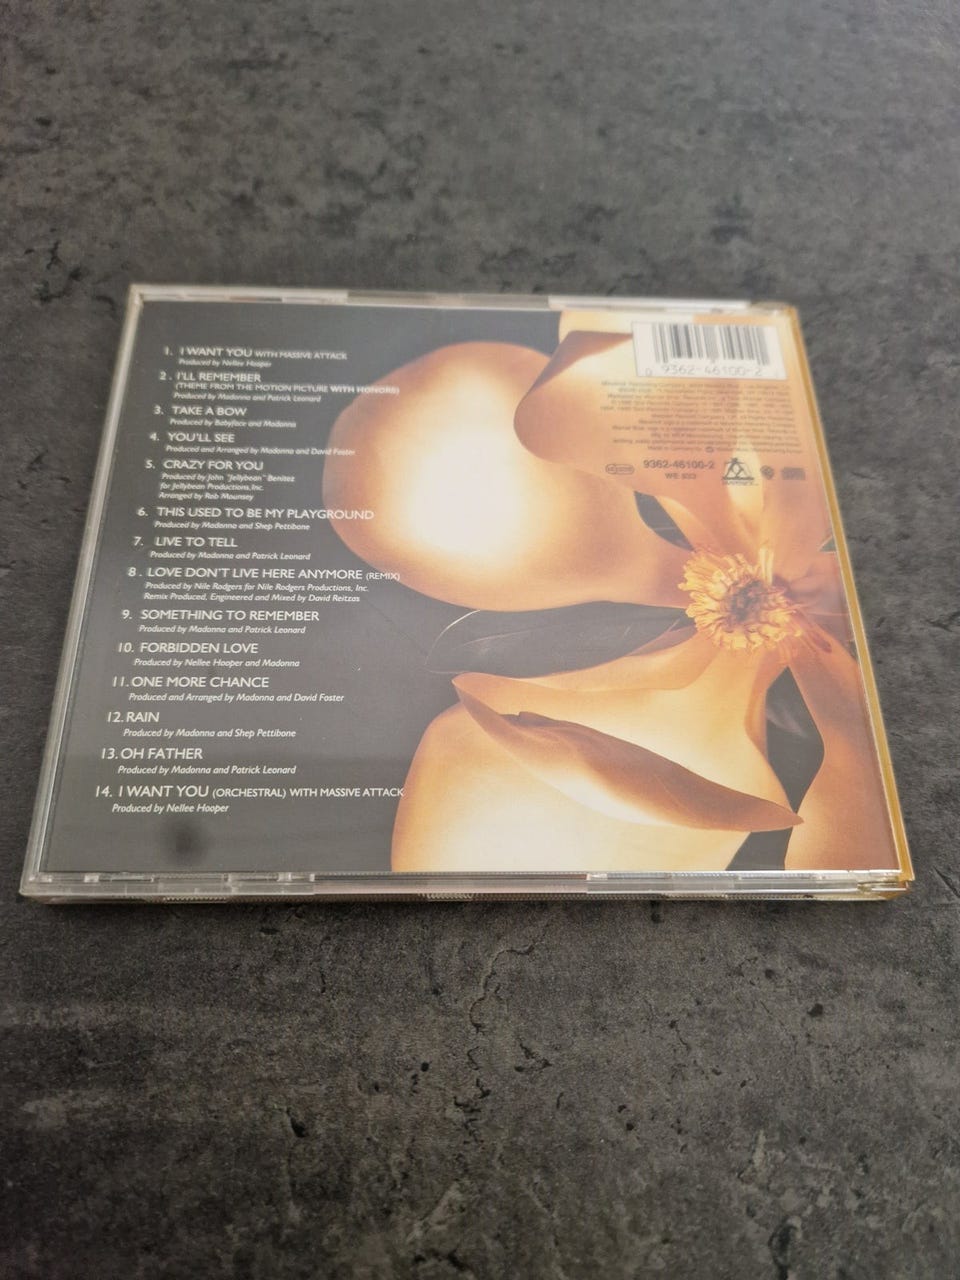 1. I WANT YOU WITH MASSIVE ATTACK
Produced by Nellee Hooper
2. I'LL REMEMBER
(THEME FROM THE MOTION PICTURE WITH HONORS)
Produced by Madonna and Patrick Leonard
3. TAKE A BOW
Produced by Babyface and Madonna
4. YOU'LL SEE
Produced and Arranged by Madonna and David Foster
5. CRAZY FOR YOU
Produced by John "Jellybean" Benitez
for Jellybean Productions, Inc.
Arranged by Rob Mounsey
6. THIS USED TO BE MY PLAYGROUND
Produced by Madonna and Shep Pettibone
7. LIVE TO TELL
Produced by Madonna and Patrick Leonard
8. LOVE DON'T LIVE HERE ANYMORE (REMIX)
Produced by Nile Rodgers for Nile Rodgers Productions, Inc.
Remix Produced, Engineered and Mixed by David Reitzas
9. SOMETHING TO REMEMBER
Produced by Madonna and Patrick Leonard
10. FORBIDDEN LOVE
Produced by Nellee Hooper and Madonna
11. ONE MORE CHANCE
Produced and Arranged by Madonna and David Foster
12. RAIN
Produced by Madonna and Shep Pettibone
13. OH FATHER
Produced by Madonna and Patrick Leonard
14. I WANT YOU (ORCHESTRAL) WITH MASSIVE ATTACK
Produced by Nellee Hooper
0 9362-46100-2
9362-46100-2
WE 833